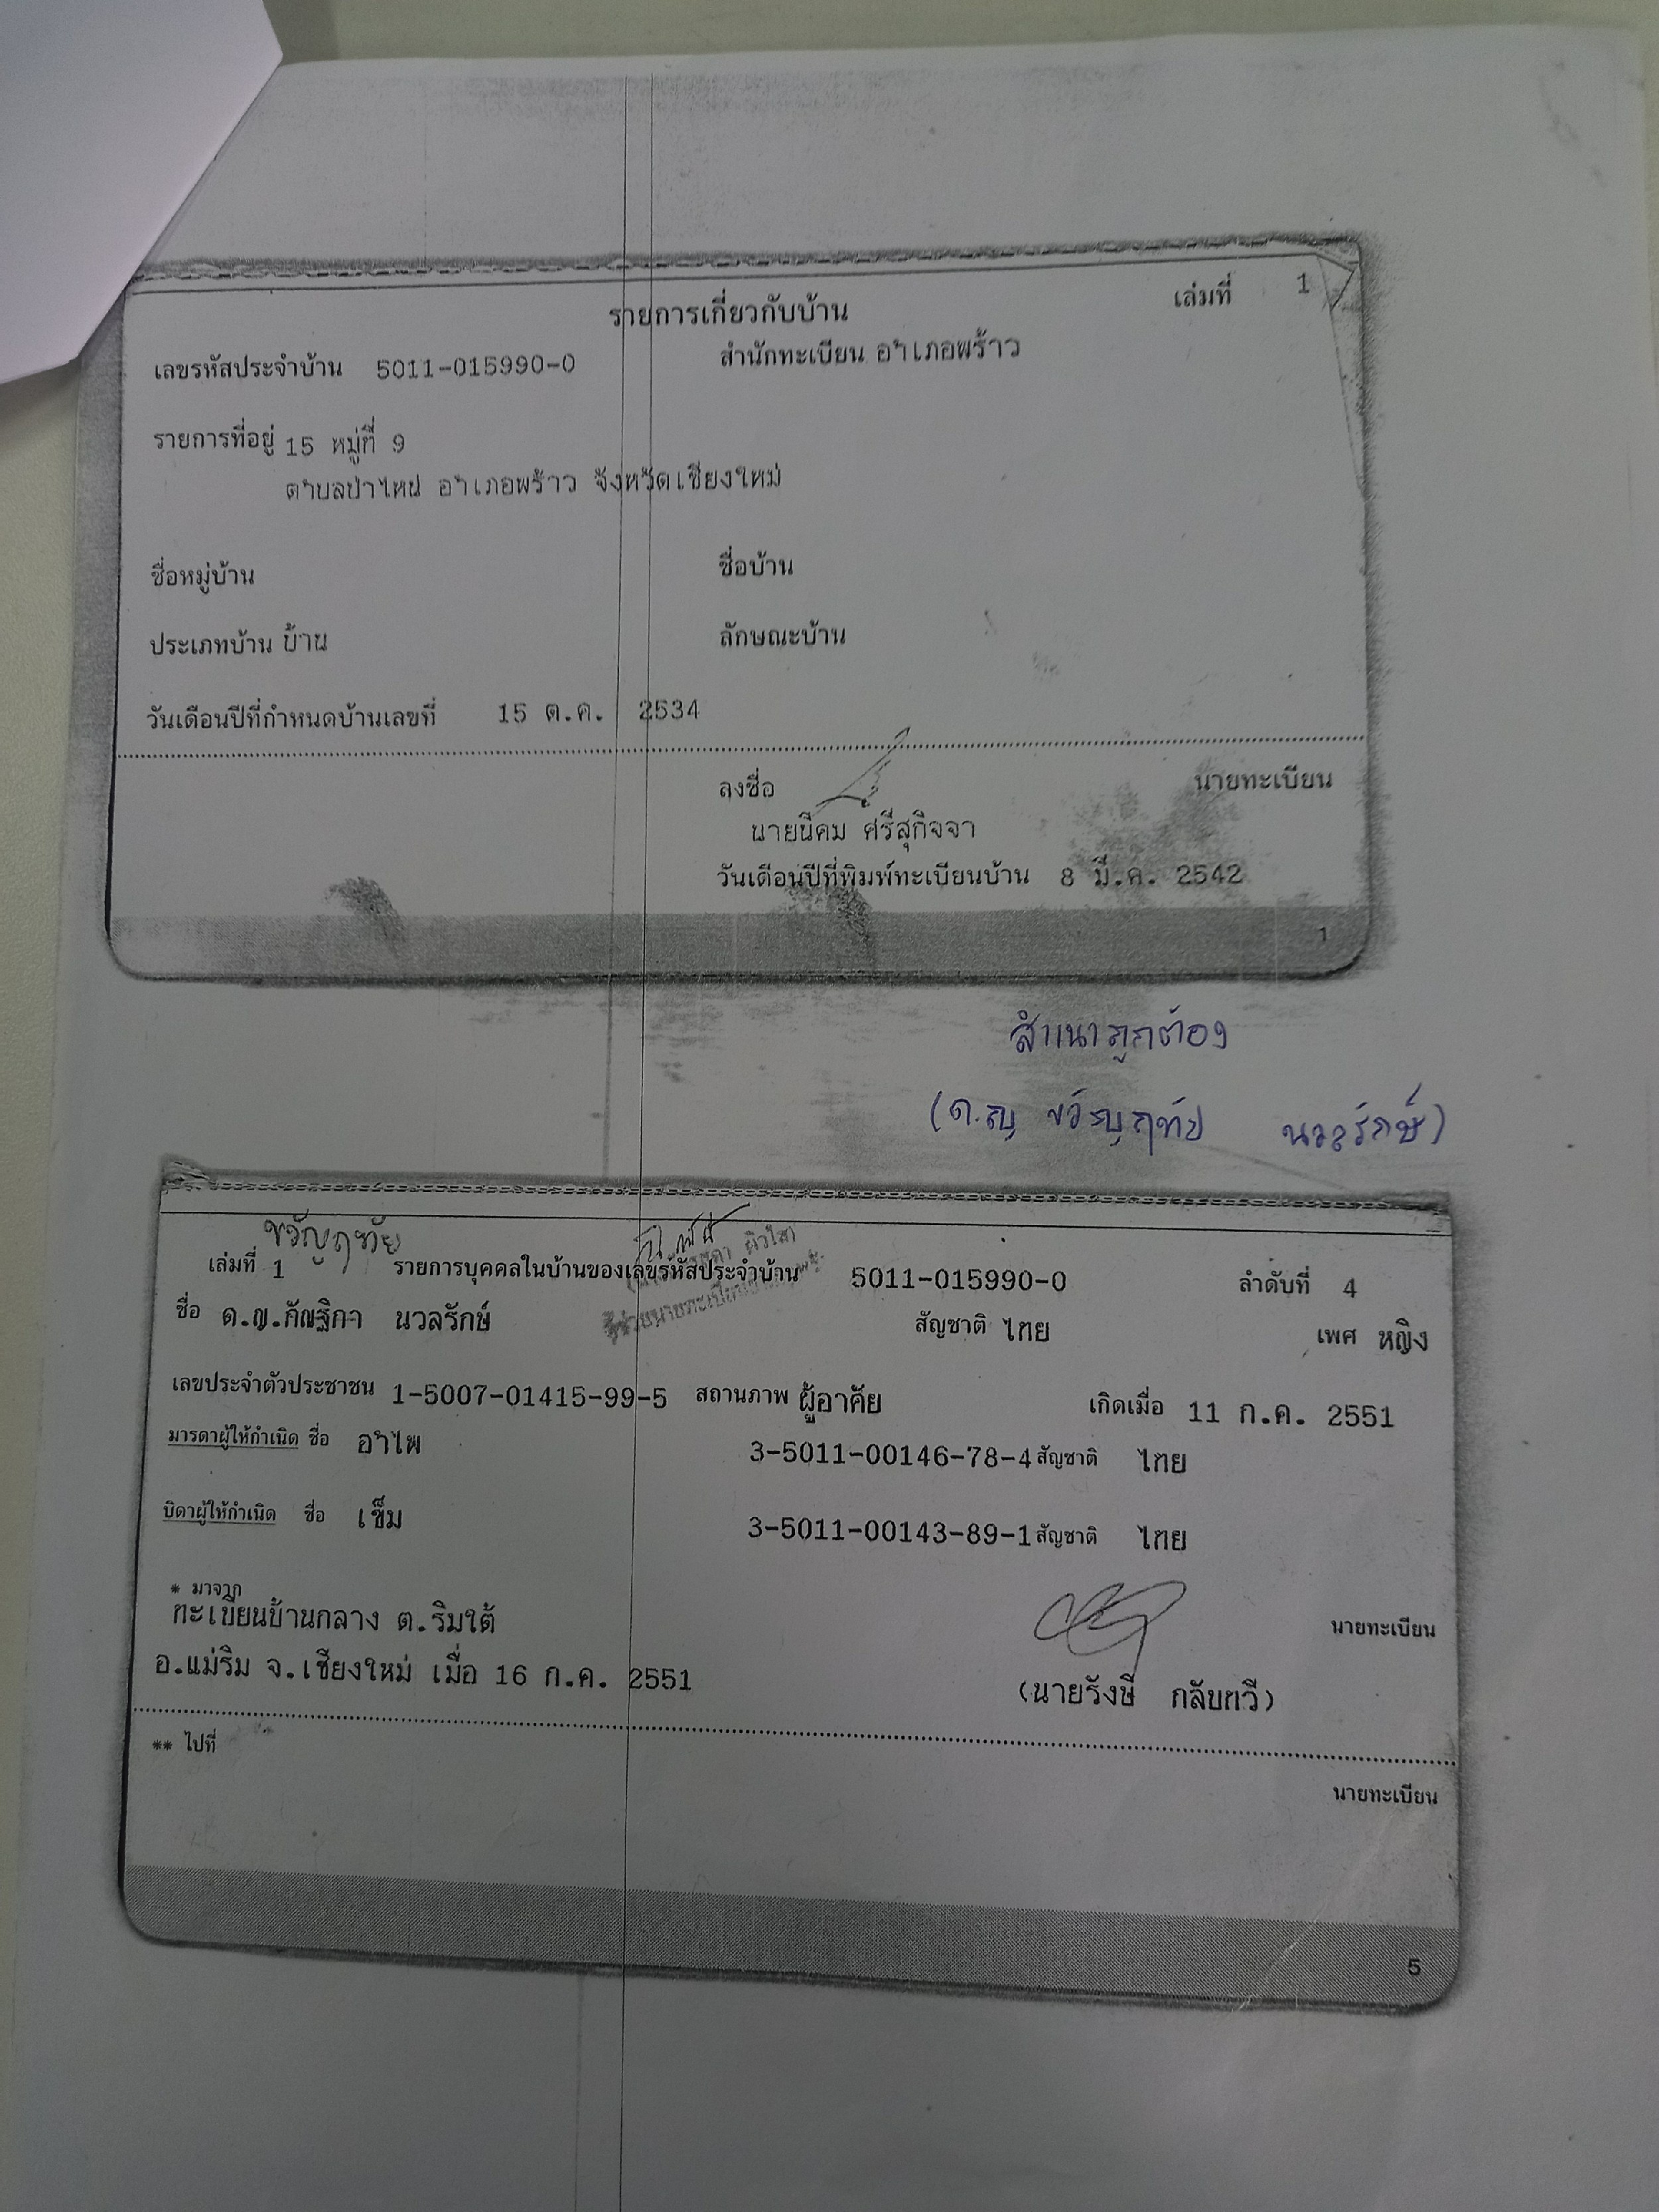 เล่มที่ 1
รายการเกี่ยวกับบ้าน
เลขรหัสประจำบ้าน 5011-015990-0 สำนักทะเบียน อำเภอพร้าว
รายการที่อยู่ 15 หมู่ที่ 9
ตำบลป่าไหน่ อำเภอพร้าว จังหวัดเชียงใหม่
ชื่อหมู่บ้าน ชื่อบ้าน
ประเภทบ้าน บ้าน ลักษณะบ้าน
วันเดือนปีที่กำหนดบ้านเลขที่ 15 ต.ค. 2534
ลงชื่อ นายทะเบียน
นายนิคม ศรีสุกิจจา
วันเดือนปีที่พิมพ์ทะเบียนบ้าน 8 มี.ค. 2542
1
สำเนาถูกต้อง
(ด.ญ ขวัญฤทัย นวลรักษ์)
ขวัญฤทัย
เล่มที่ 1 รายการบุคคลในบ้านของเลขรหัสประจำบ้าน 5011-015990-0 ลำดับที่ 4
ชื่อ ด.ญ.กัณฐิกา นวลรักษ์ สัญชาติ ไทย เพศ หญิง
เลขประจำตัวประชาชน 1-5007-01415-99-5 สถานภาพ ผู้อาศัย เกิดเมื่อ 11 ก.ค. 2551
มารดาผู้ให้กำเนิด ชื่อ อำไพ 3-5011-00146-78-4 สัญชาติ ไทย
บิดาผู้ให้กำเนิด ชื่อ เข็ม 3-5011-00143-89-1 สัญชาติ ไทย
* มาจาก
ทะเบียนบ้านกลาง ต.ริมใต้ นายทะเบียน
อ.แม่ริม จ.เชียงใหม่ เมื่อ 16 ก.ค. 2551 (นายรังษี กลับทวี)
** ไปที่
นายทะเบียน
5